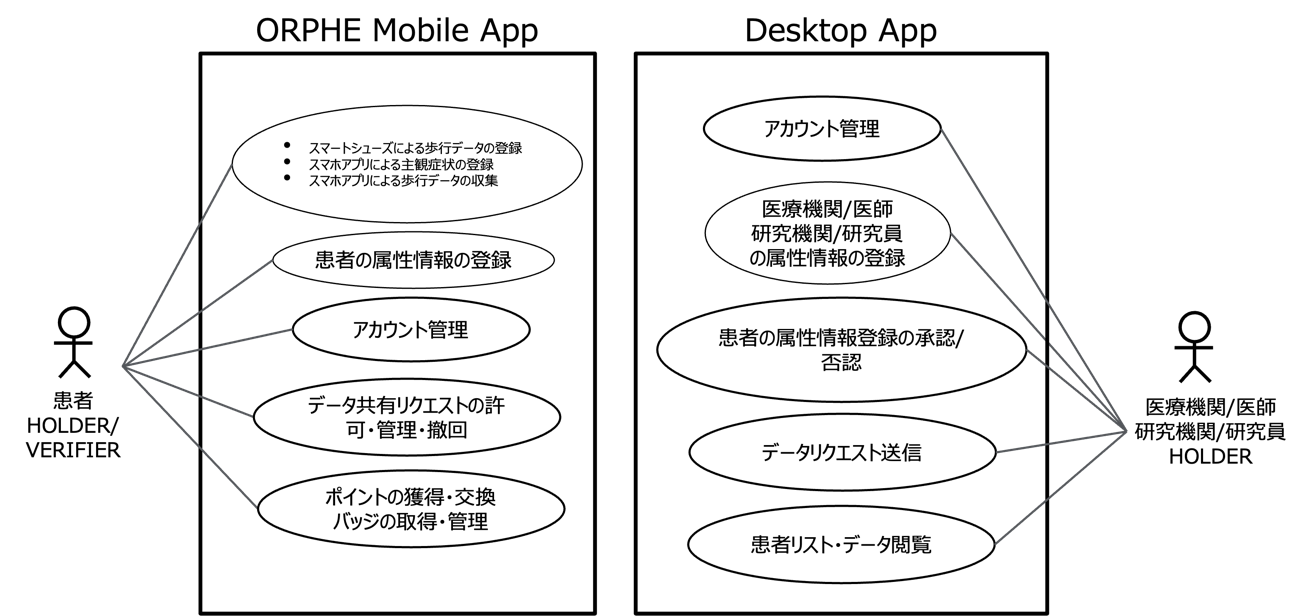 ORPHE Mobile App
• スマートシューズによる歩行データの登録
• スマホアプリによる主観症状の登録
• スマホアプリによる歩行データの収集
患者の属性情報の登録
アカウント管理
データ共有リクエストの許
可・管理・撤回
ポイントの獲得・交換
バッジの取得・管理
患者
HOLDER/
VERIFIER
Desktop App
アカウント管理
医療機関/医師
研究機関/研究員
の属性情報の登録
患者の属性情報登録の承認/
否認
データリクエスト送信
患者リスト・データ閲覧
医療機関/医師
研究機関/研究員
HOLDER